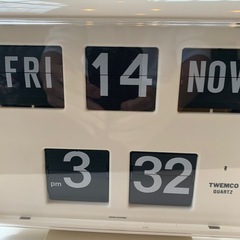 FRI 14 NOV
pm 3 32
TWEMCO
QUARTZ